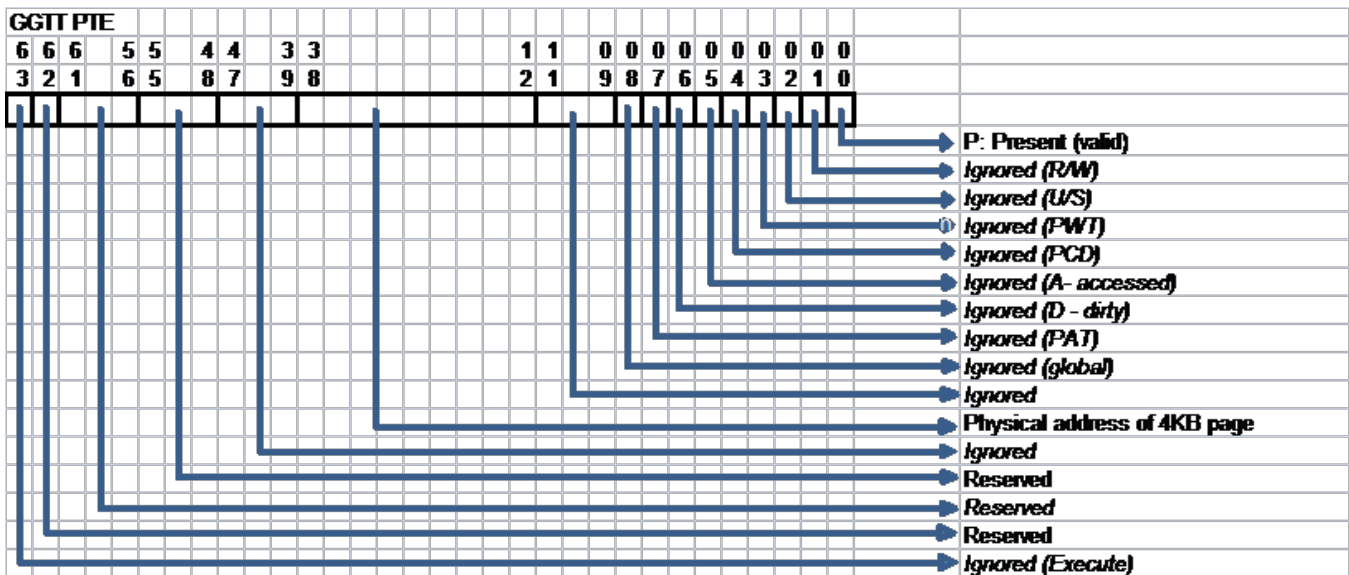 GGTT PTE
6 6 6 5 5 4 4 3 3 1 1 0 0 0 0 0 0 0 0 0 0
3 2 1 6 5 8 7 9 8 2 1 9 8 7 6 5 4 3 2 1 0
P: Present (valid)
Ignored (R/W)
Ignored (U/S)
Ignored (PWT)
Ignored (PCD)
Ignored (A- accessed)
Ignored (D - dirty)
Ignored (PAT)
Ignored (global)
Ignored
Physical address of 4KB page
Ignored
Reserved
Reserved
Reserved
Ignored (Execute)